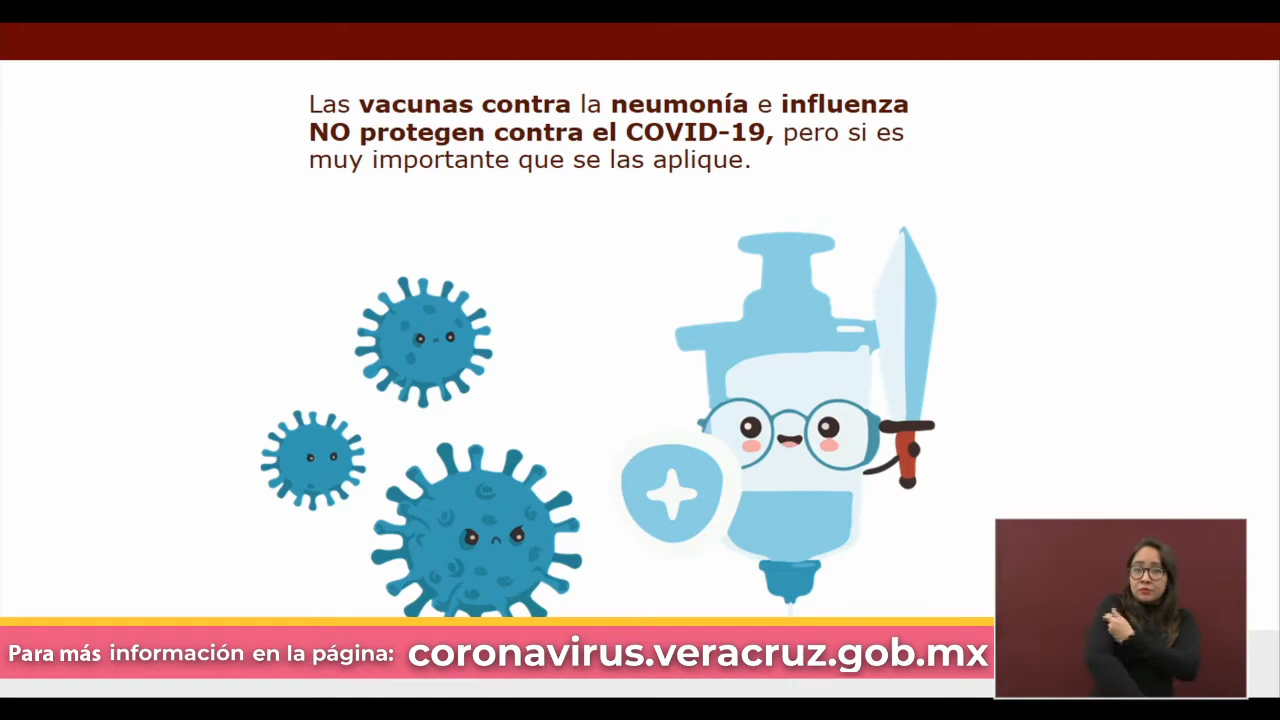 Las vacunas contra la neumonía e influenza
NO protegen contra el COVID-19, pero si es
muy importante que se las aplique.
Para más información en la página: coronavirus.veracruz.gob.mx